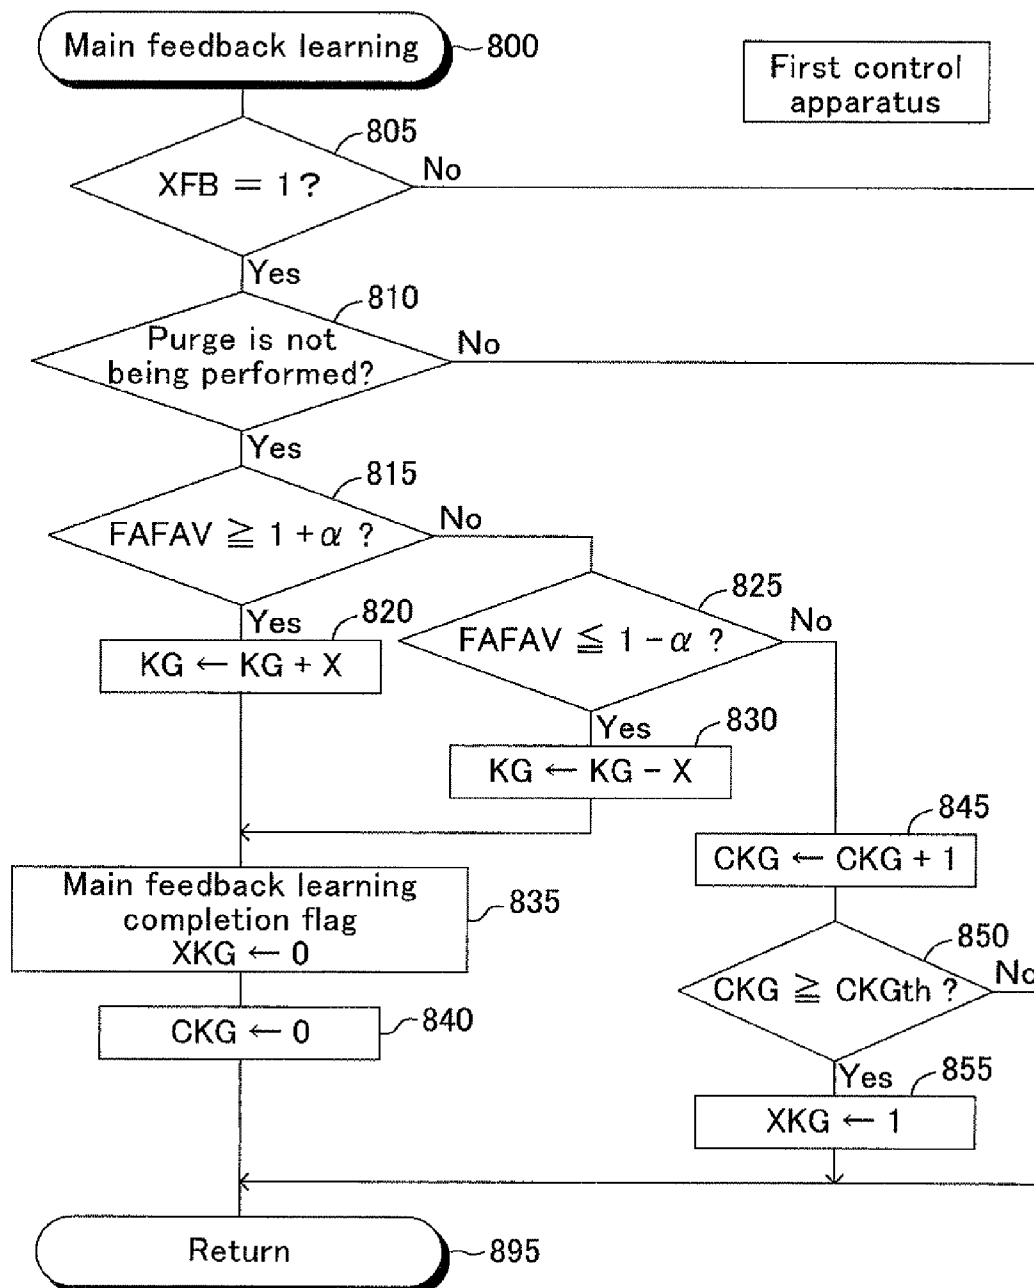 Main feedback learning
800
First control
apparatus
805
XFB = 1?
No
Yes
810
Purge is not
being performed?
No
Yes
815
FAFAV ≧ 1 + α ?
No
Yes
820
KG ← KG + X
825
FAFAV ≦ 1 - α ?
No
Yes
830
KG ← KG - X
845
CKG ← CKG + 1
Main feedback learning
completion flag
XKG ← 0
835
850
CKG ≧ CKGth ?
No
CKG ← 0
840
Yes
855
XKG ← 1
Return
895